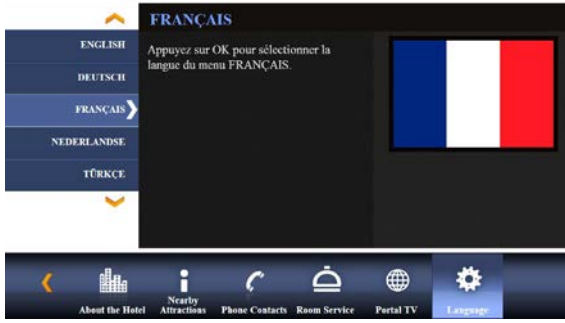 FRANÇAIS
ENGLISH
DEUTSCH
FRANÇAIS
NEDERLANDSE
TÜRKÇE
Appuyez sur OK pour sélectionner la
langue du menu FRANÇAIS.
About the Hotel
Nearby
Attractions
Phone Contacts
Room Service
Portal TV
Language